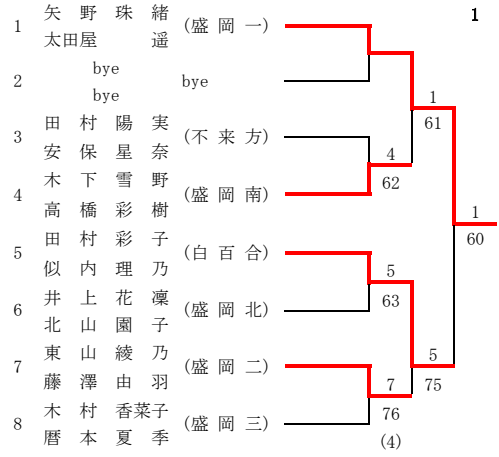 1
1 矢野珠緒 (盛岡一)
太田屋 遥
2 bye bye
bye
3 田村陽実 (不来方)
安保星奈
4 木下雪野 (盛岡南)
高橋彩樹
5 田村彩子 (白百合)
似内理乃
6 井上花凜 (盛岡北)
北山園子
7 東山綾乃 (盛岡二)
藤澤由羽
8 木村香菜子 (盛岡三)
暦本夏季
1
61
4
62
1
60
5
63
5
75
7
76
(4)